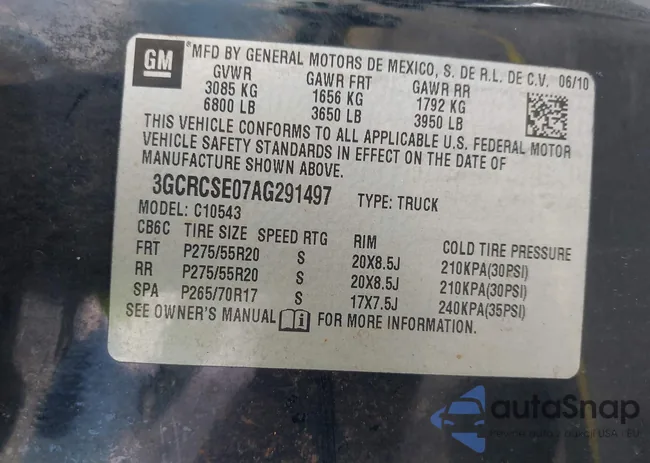 GM
*MFD BY GENERAL MOTORS DE MEXICO, S. DE R.L. DE C.V. 06/10
GVWR GAWR FRT GAWR RR
3085 KG 1656 KG 1792 KG
6800 LB 3650 LB 3950 LB
THIS VEHICLE CONFORMS TO ALL APPLICABLE U.S. FEDERAL MOTOR
VEHICLE SAFETY STANDARDS IN EFFECT ON THE DATE OF
MANUFACTURE SHOWN ABOVE.
3GCRCSE07AG291497 TYPE: TRUCK
MODEL: C10543
CB6C TIRE SIZE SPEED RTG RIM COLD TIRE PRESSURE
FRT P275/55R20 S 20X8.5J 210KPA(30PSI)
RR P275/55R20 S 20X8.5J 210KPA(30PSI)
SPA P265/70R17 S 17X7.5J 240KPA(35PSI)
SEE OWNER'S MANUAL FOR MORE INFORMATION.
autoSnap